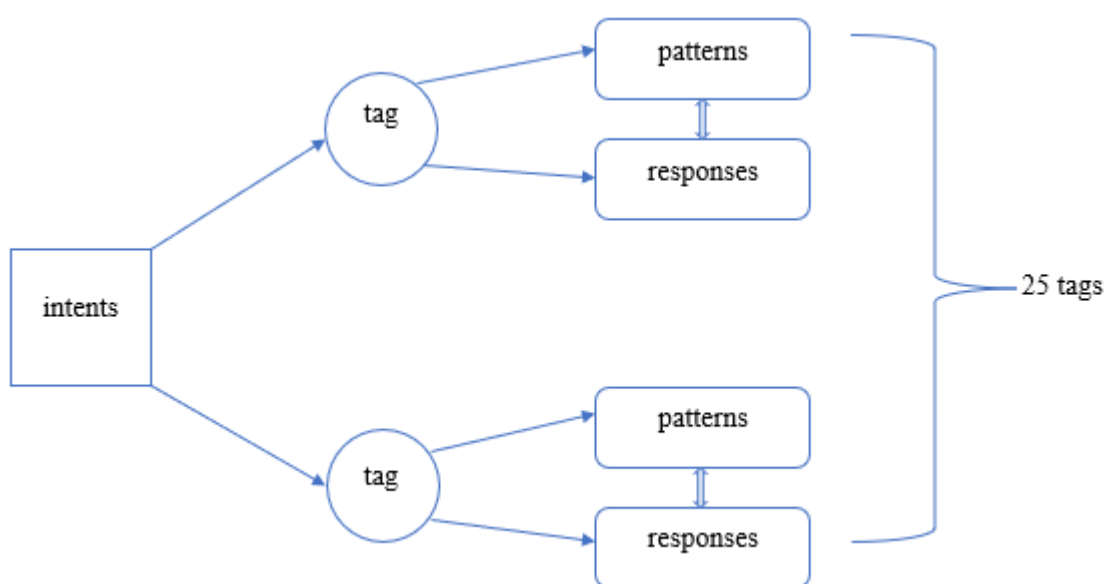 patterns
tag
responses
25 tags
intents
patterns
tag
responses